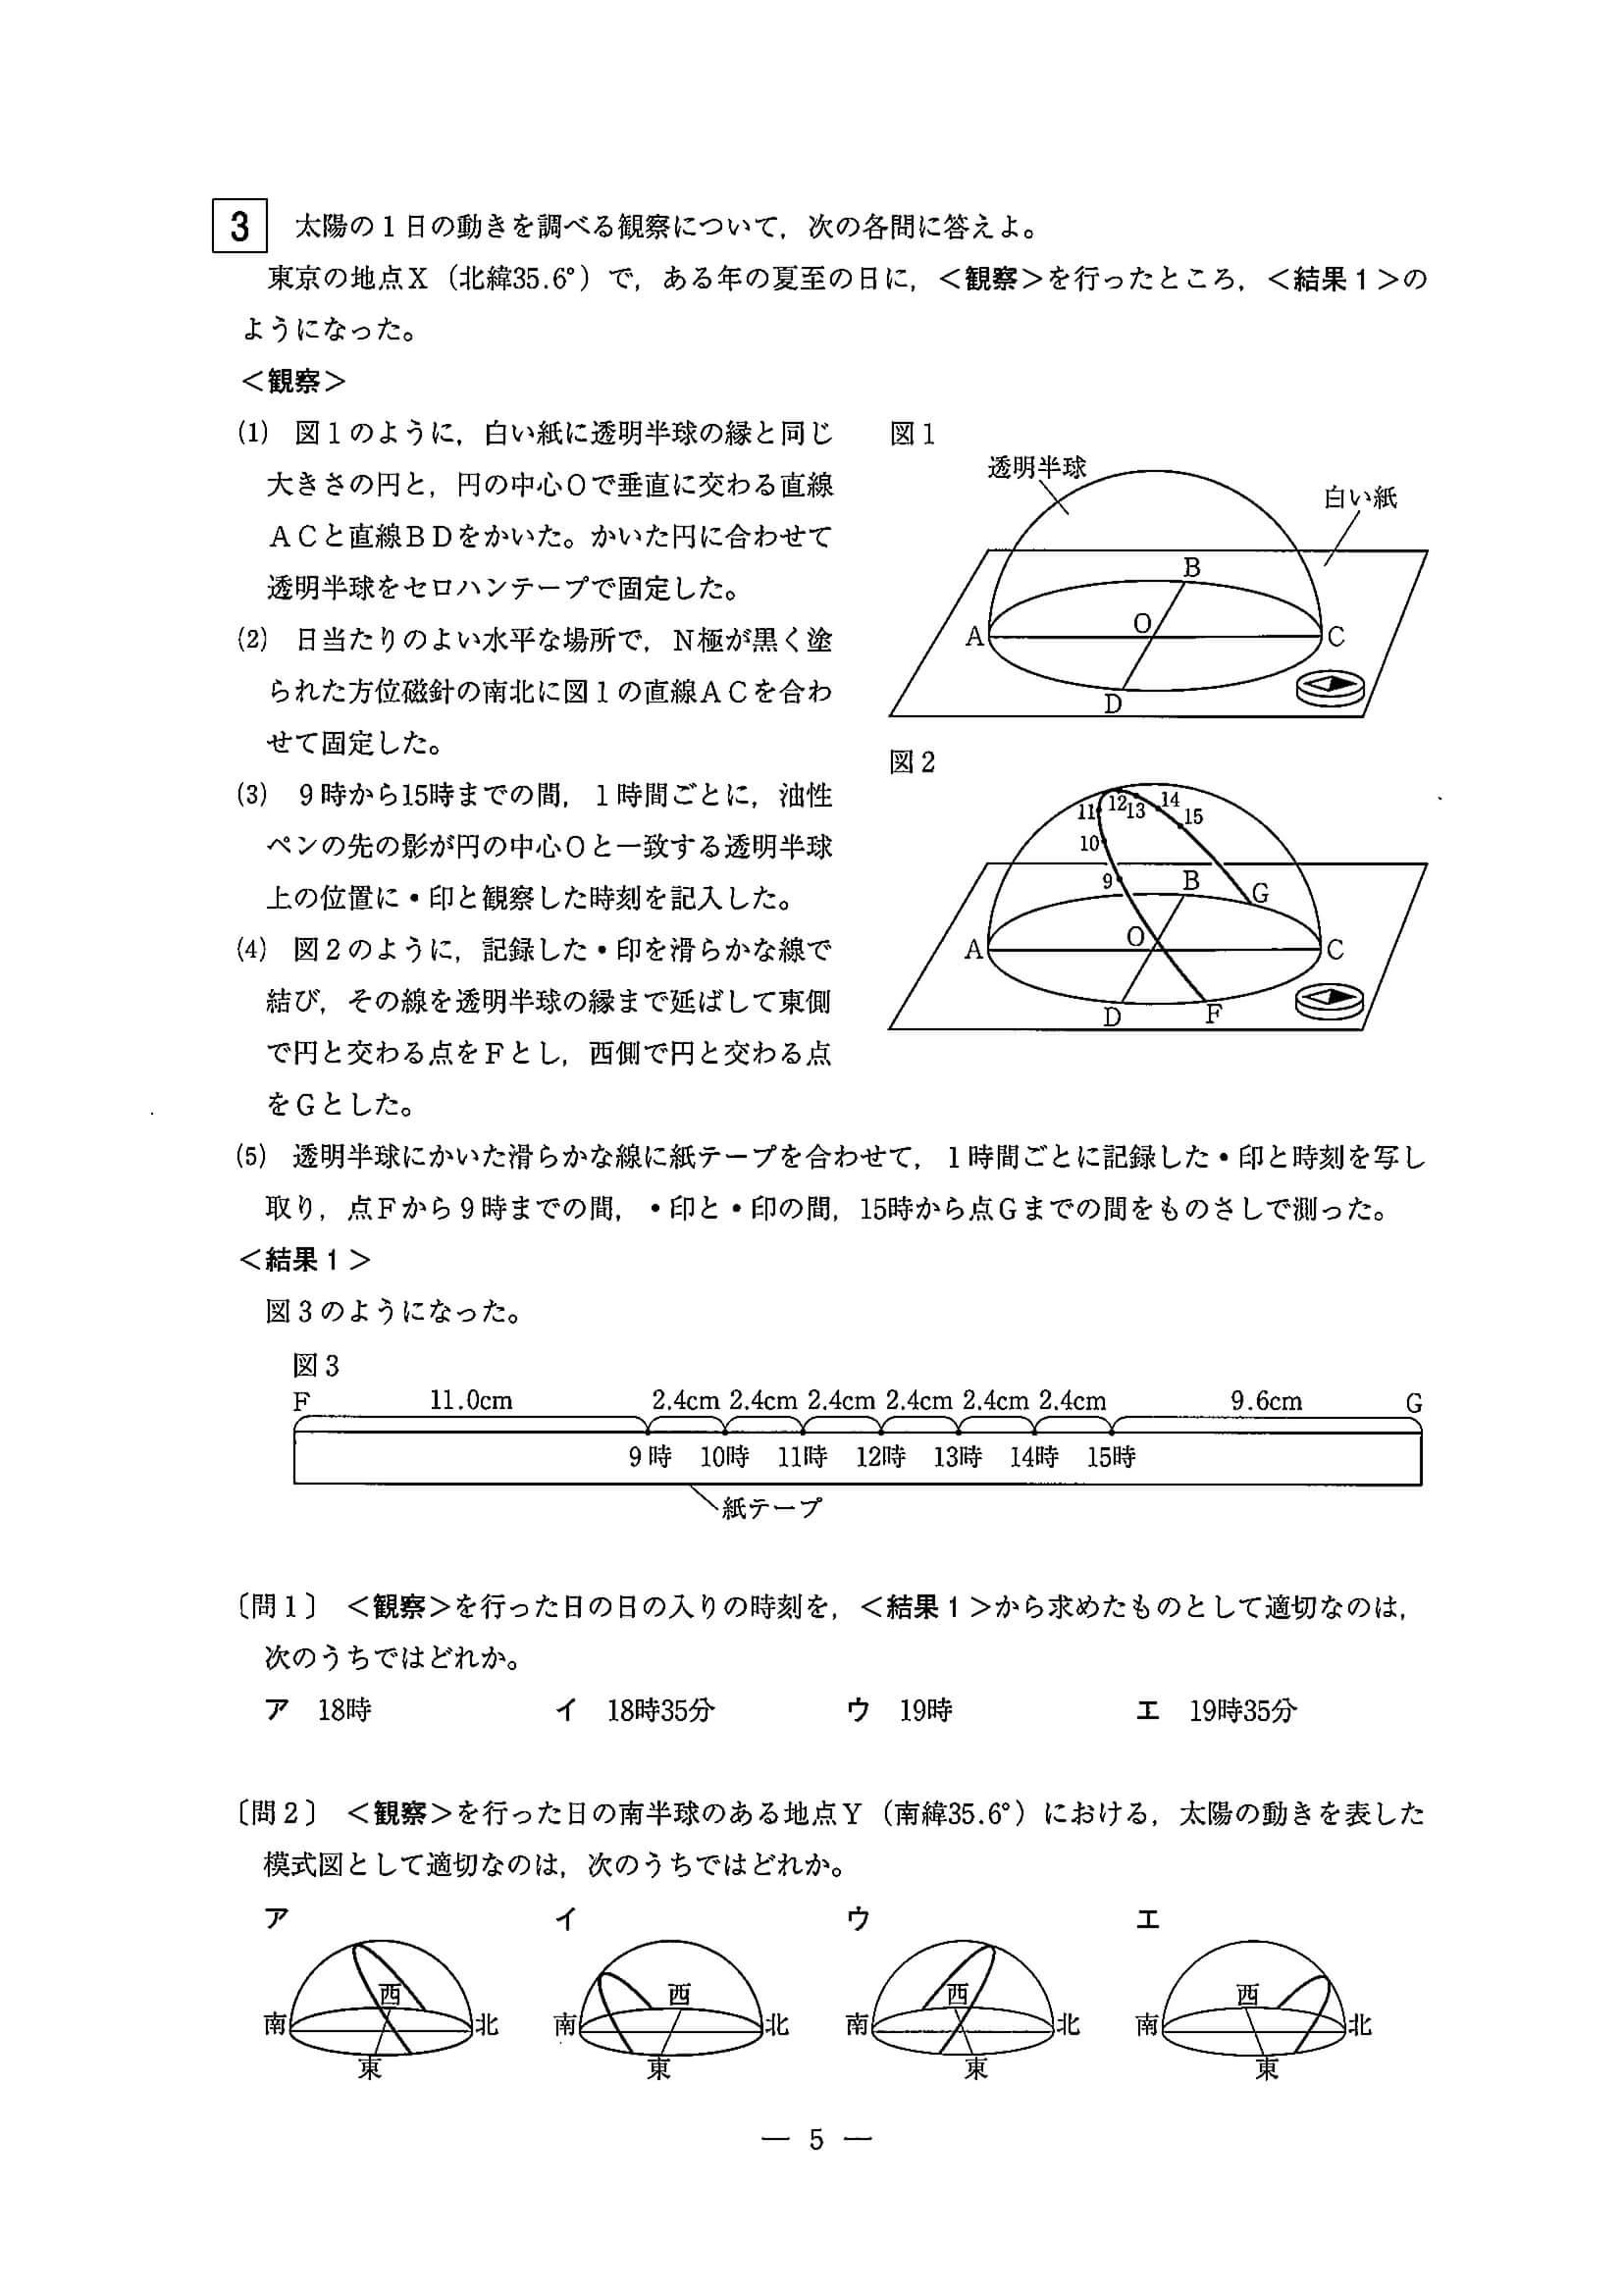 3 太陽の1日の動きを調べる観察について，次の各問に答えよ。
東京の地点X（北緯35.6°）で，ある年の夏至の日に，＜観察＞を行ったところ，＜結果1＞の
ようになった。
＜観察＞
(1) 図1のように，白い紙に透明半球の縁と同じ
大きさの円と，円の中心Oで垂直に交わる直線
ACと直線BDをかいた。かいた円に合わせて
透明半球をセロハンテープで固定した。
(2) 日当たりのよい水平な場所で，N極が黒く塗
られた方位磁針の南北に図1の直線ACを合わ
せて固定した。
(3) 9時から15時までの間，1時間ごとに，油性
ペンの先の影が円の中心Oと一致する透明半球
上の位置に・印と観察した時刻を記入した。
(4) 図2のように，記録した・印を滑らかな線で
結び，その線を透明半球の縁まで延ばして東側
で円と交わる点をFとし，西側で円と交わる点
をGとした。
図1
透明半球
白い紙
B
O
A
C
D
図2
11 12 13 14 15
10
9
B
G
O
A
C
D
F
(5) 透明半球にかいた滑らかな線に紙テープを合わせて，1時間ごとに記録した・印と時刻を写し
取り，点Fから9時までの間，・印と・印の間，15時から点Gまでの間をものさしで測った。
＜結果1＞
図3のようになった。
図3
F 11.0cm 2.4cm 2.4cm 2.4cm 2.4cm 2.4cm 2.4cm 9.6cm G
9時 10時 11時 12時 13時 14時 15時
紙テープ
〔問1〕 ＜観察＞を行った日の日の入りの時刻を，＜結果1＞から求めたものとして適切なのは，
次のうちではどれか。
ア 18時 イ 18時35分 ウ 19時 エ 19時35分
〔問2〕 ＜観察＞を行った日の南半球のある地点Y（南緯35.6°）における，太陽の動きを表した
模式図として適切なのは，次のうちではどれか。
ア イ ウ エ
西 西 西 西
南 北 南 北 南 北 南 北
東 東 東 東
— 5 —